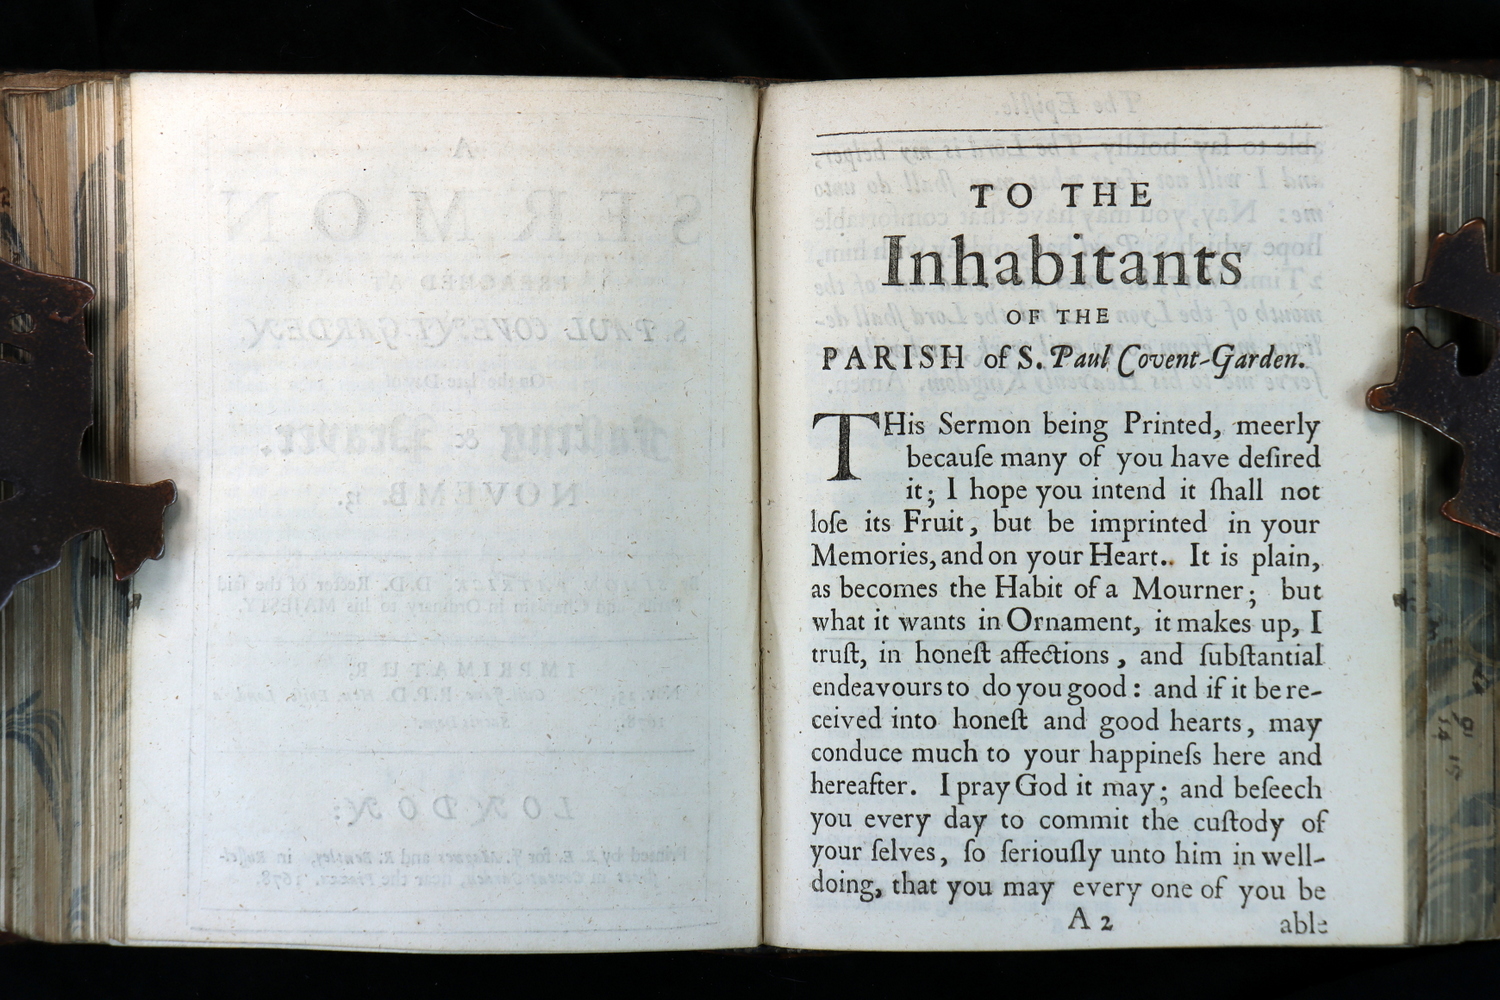 TO THE
Inhabitants
OF THE
PARISH of S. Paul Covent-Garden.
THis Sermon being Printed, meerly
becauſe many of you have deſired
it; I hope you intend it ſhall not
loſe its Fruit, but be imprinted in your
Memories, and on your Heart.. It is plain,
as becomes the Habit of a Mourner; but
what it wants in Ornament, it makes up, I
truſt, in honeſt affections, and ſubſtantial
endeavours to do you good: and if it be re-
ceived into honeſt and good hearts, may
conduce much to your happineſs here and
hereafter. I pray God it may; and beſeech
you every day to commit the cuſtody of
your ſelves, ſo ſeriouſly unto him in well-
doing, that you may every one of you be
A 2 able